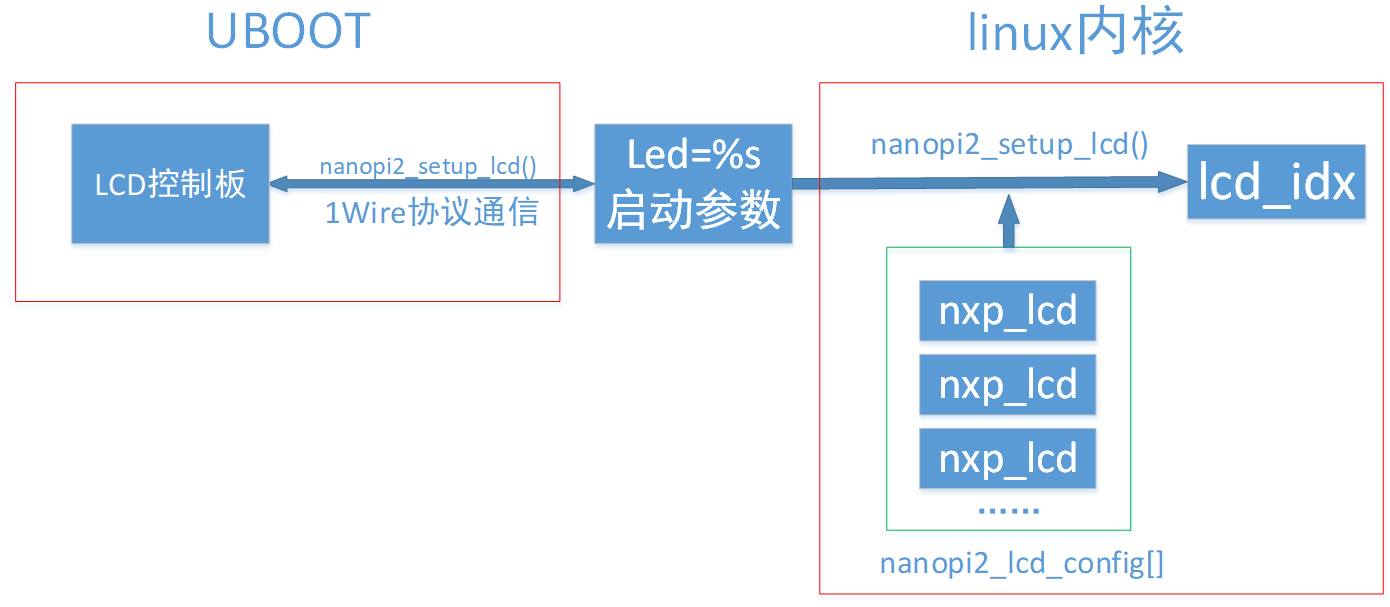 UBOOT
linux内核
LCD控制板
nanopi2_setup_lcd()
1Wire协议通信
Led=%s
启动参数
nanopi2_setup_lcd()
lcd_idx
nxp_lcd
nxp_lcd
nxp_lcd
……
nanopi2_lcd_config[]